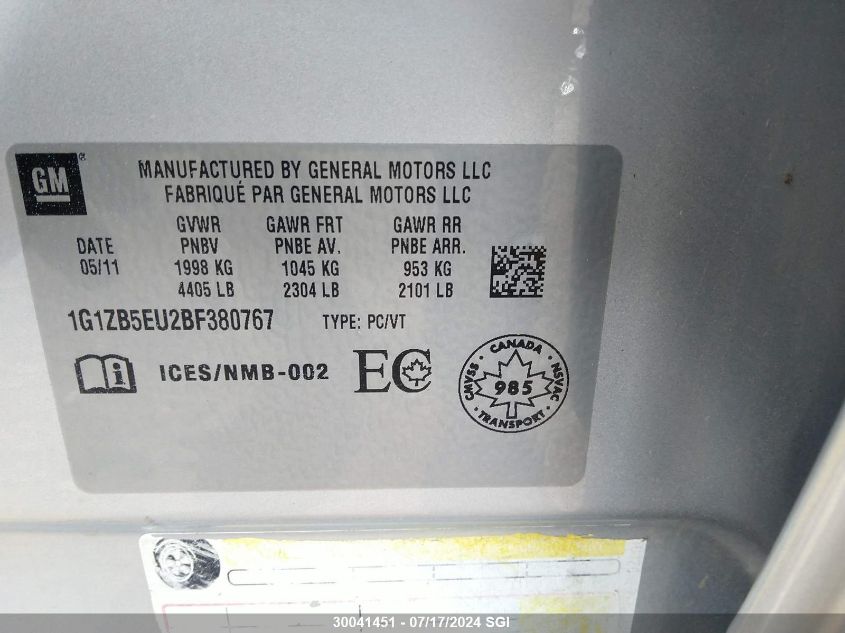 GM®
MANUFACTURED BY GENERAL MOTORS LLC
FABRIQUÉ PAR GENERAL MOTORS LLC
GVWR GAWR FRT GAWR RR
DATE PNBV PNBE AV. PNBE ARR.
05/11 1998 KG 1045 KG 953 KG
4405 LB 2304 LB 2101 LB
1G1ZB5EU2BF380767 TYPE: PC/VT
i ICES/NMB-002 EC
CANADA
CMVSS 985 NSVAC
TRANSPORT
30041451 - 07/17/2024 SGI